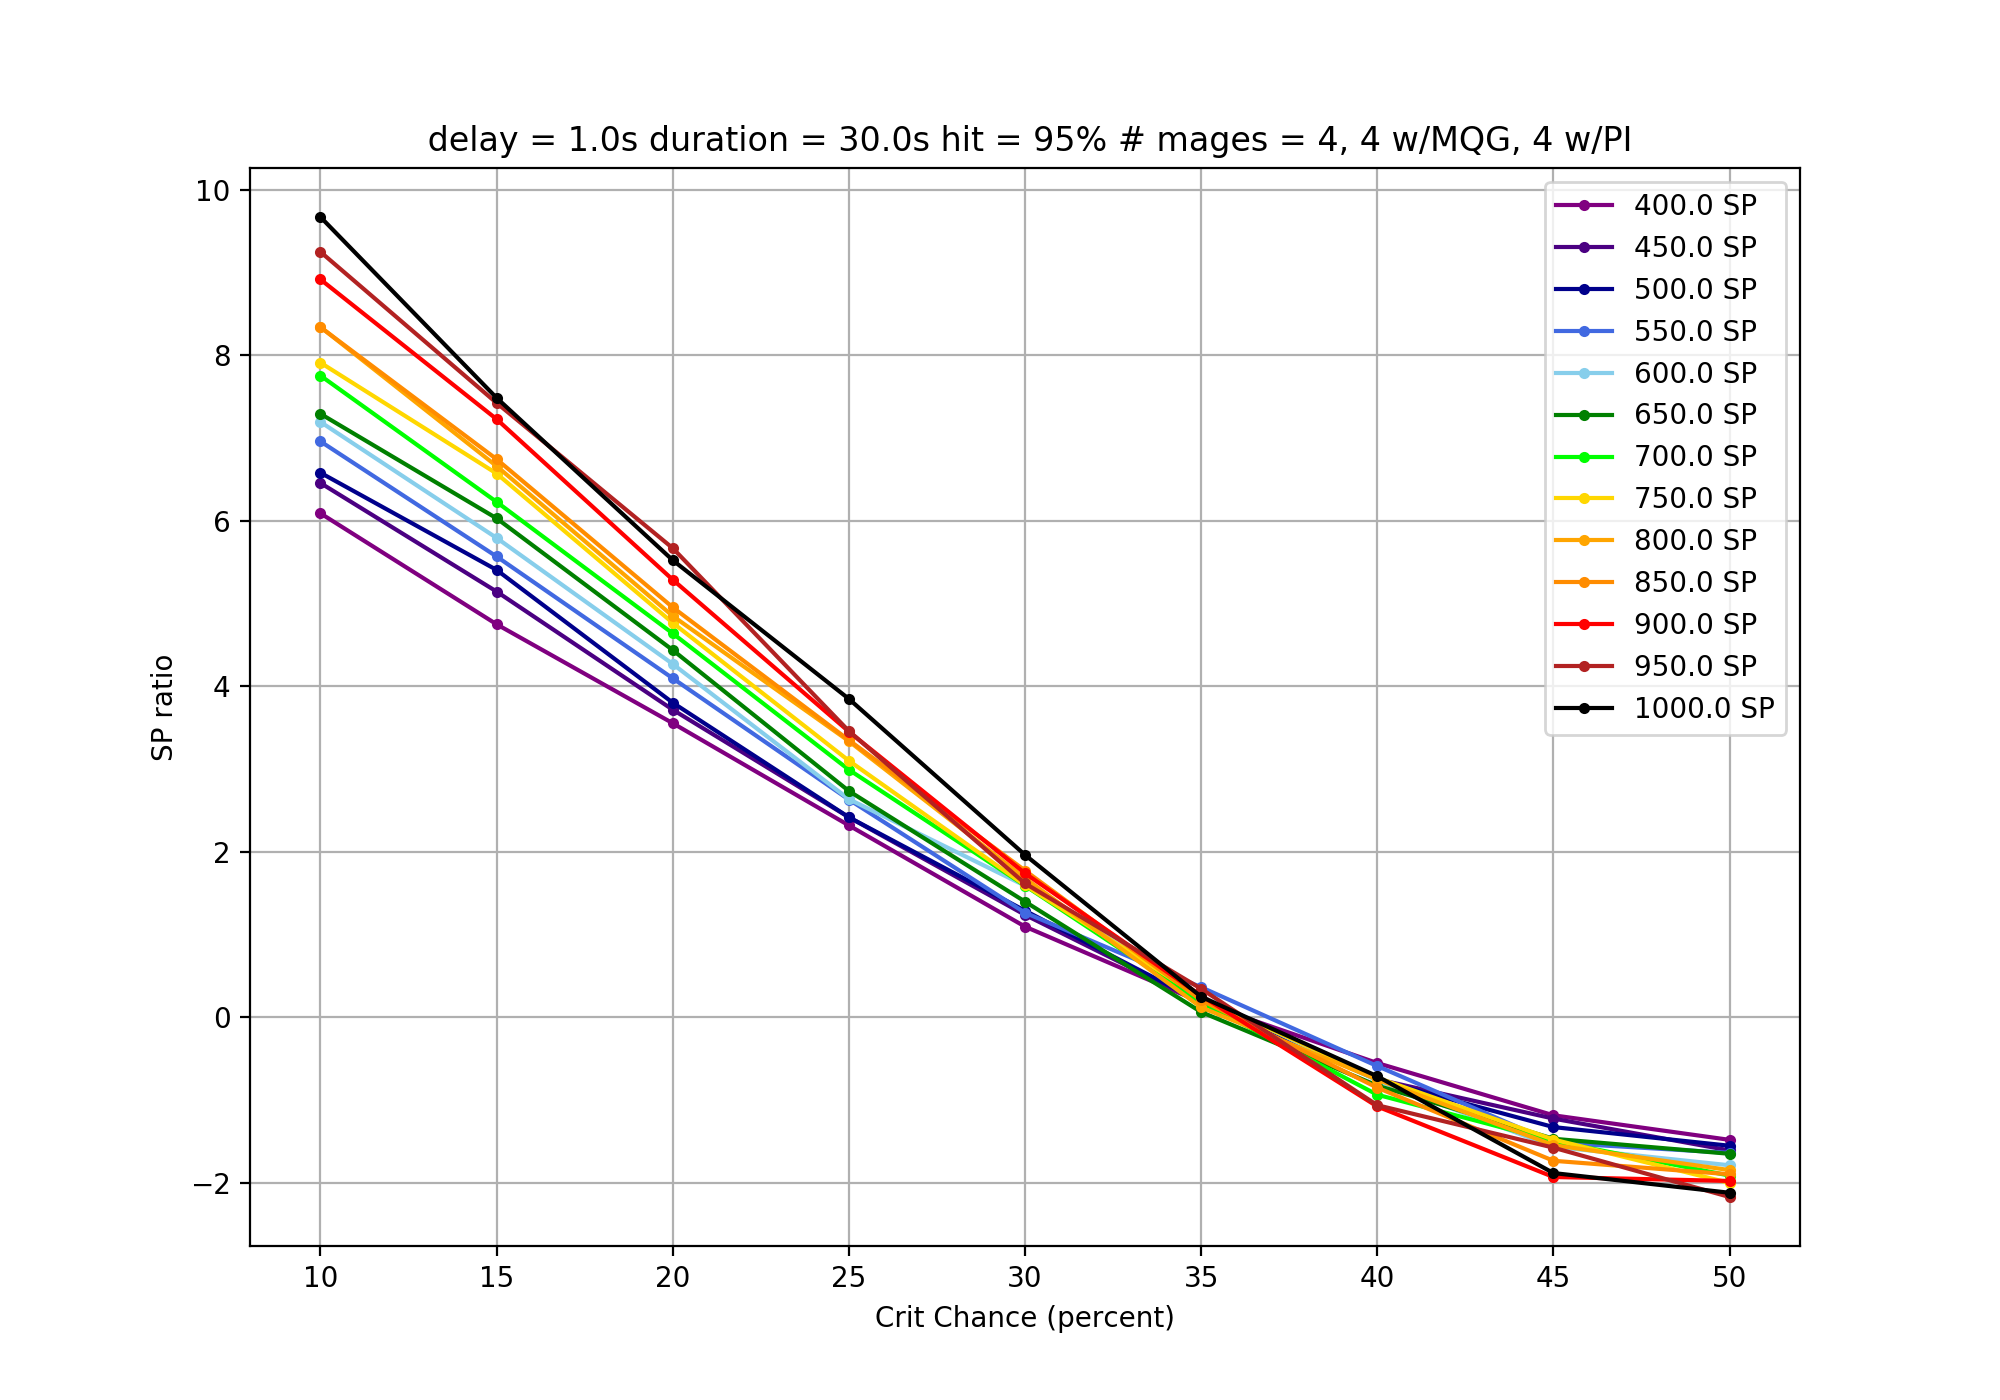 delay = 1.0s duration = 30.0s hit = 95% # mages = 4, 4 w/MQG, 4 w/PI
10
8
6
4
2
0
−2
SP ratio
400.0 SP
450.0 SP
500.0 SP
550.0 SP
600.0 SP
650.0 SP
700.0 SP
750.0 SP
800.0 SP
850.0 SP
900.0 SP
950.0 SP
1000.0 SP
10 15 20 25 30 35 40 45 50
Crit Chance (percent)